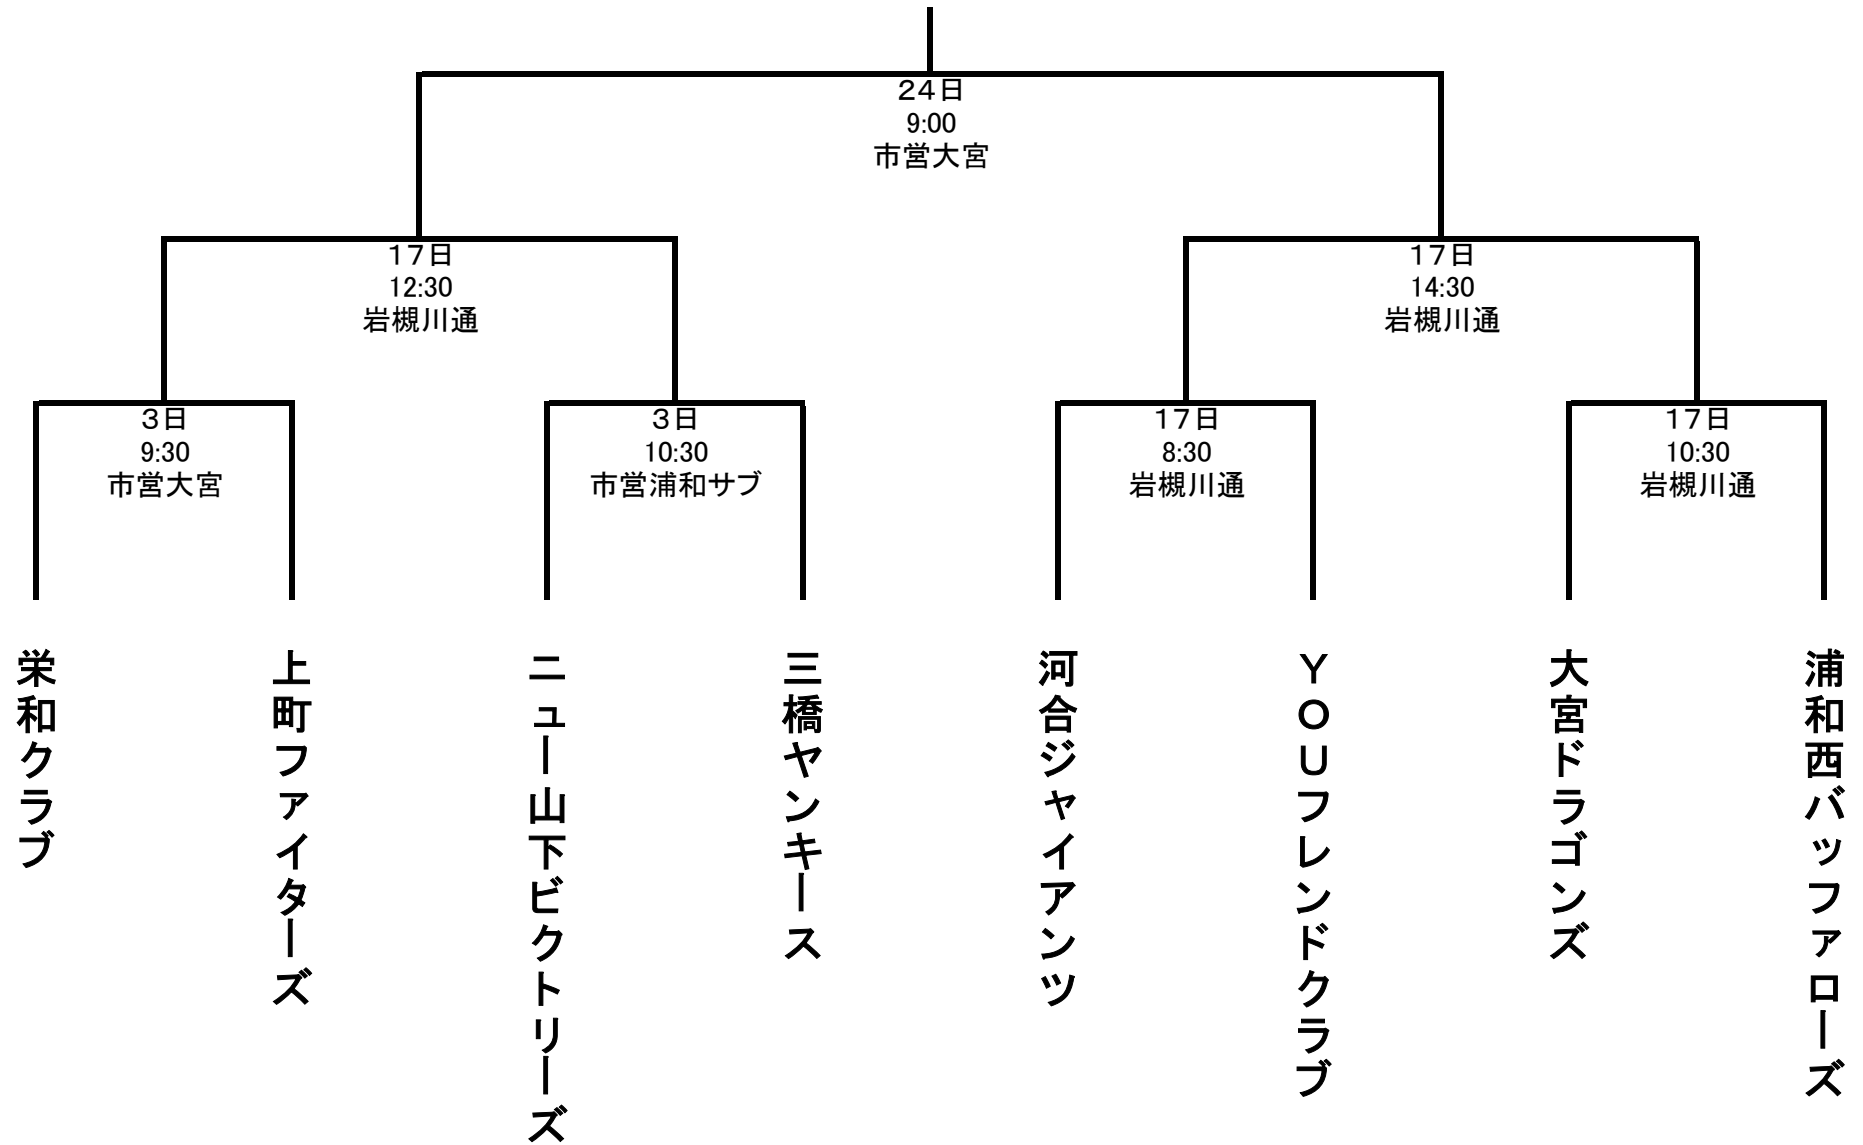 ２４日
9:00
市営大宮
１７日
12:30
岩槻川通
１７日
14:30
岩槻川通
３日
9:30
市営大宮
３日
10:30
市営浦和サブ
１７日
8:30
岩槻川通
１７日
10:30
岩槻川通
栄和クラブ
上町ファイターズ
ニュー山下ビクトリーズ
三橋ヤンキース
河合ジャイアンツ
ＹＯＵフレンドクラブ
大宮ドラゴンズ
浦和西バッファローズ